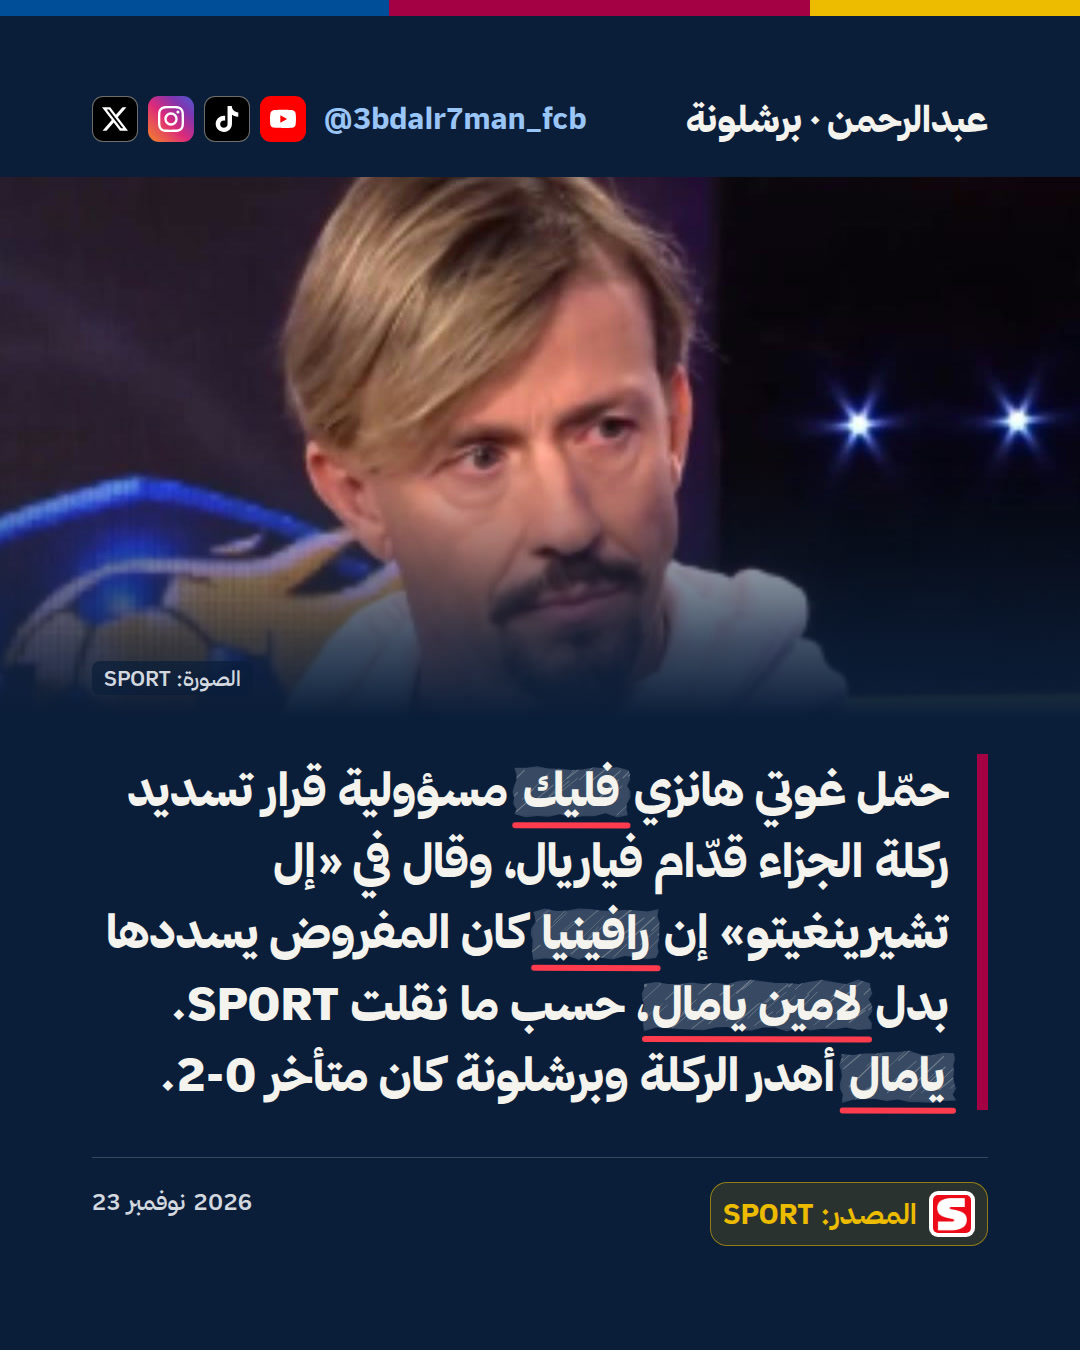 عبدالرحمن · برشلونة
@3bdalr7man_fcb
الصورة: SPORT
حمّل غوتي هانزي فليك مسؤولية قرار تسديد
ركلة الجزاء قدّام فياريال، وقال في «إل
تشيرينغيتو» إن رافينيا كان المفروض يسددها
بدل لامين يامال، حسب ما نقلت SPORT.
يامال أهدر الركلة وبرشلونة كان متأخر 0-2.
المصدر: SPORT
23 نوفمبر 2026